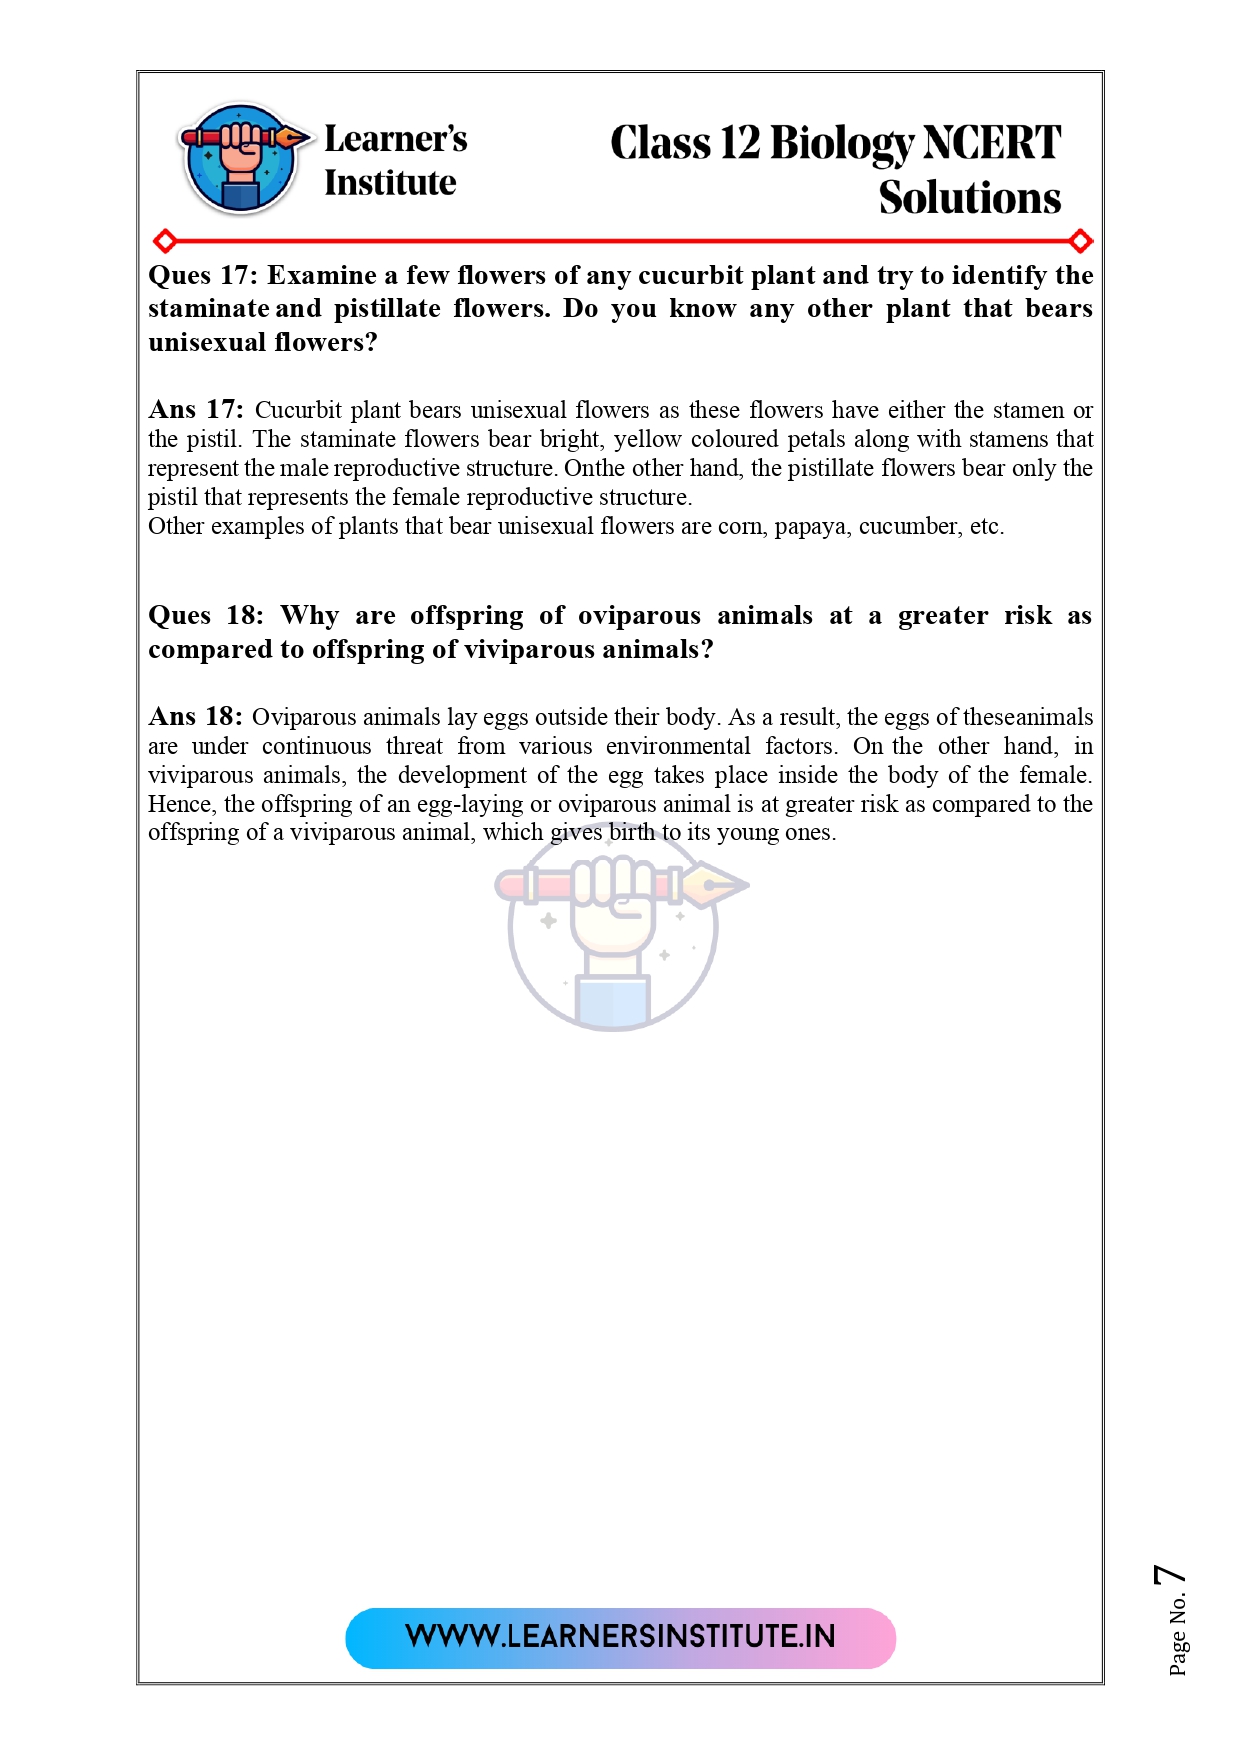 Learner's
Institute
Class 12 Biology NCERT
Solutions
Ques 17: Examine a few flowers of any cucurbit plant and try to identify the
staminate and pistillate flowers. Do you know any other plant that bears
unisexual flowers?
Ans 17: Cucurbit plant bears unisexual flowers as these flowers have either the stamen or
the pistil. The staminate flowers bear bright, yellow coloured petals along with stamens that
represent the male reproductive structure. Onthe other hand, the pistillate flowers bear only the
pistil that represents the female reproductive structure.
Other examples of plants that bear unisexual flowers are corn, papaya, cucumber, etc.
Ques 18: Why are offspring of oviparous animals at a greater risk as
compared to offspring of viviparous animals?
Ans 18: Oviparous animals lay eggs outside their body. As a result, the eggs of theseanimals
are under continuous threat from various environmental factors. On the other hand, in
viviparous animals, the development of the egg takes place inside the body of the female.
Hence, the offspring of an egg-laying or oviparous animal is at greater risk as compared to the
offspring of a viviparous animal, which gives birth to its young ones.
WWW.LEARNERSINSTITUTE.IN
Page No. 7